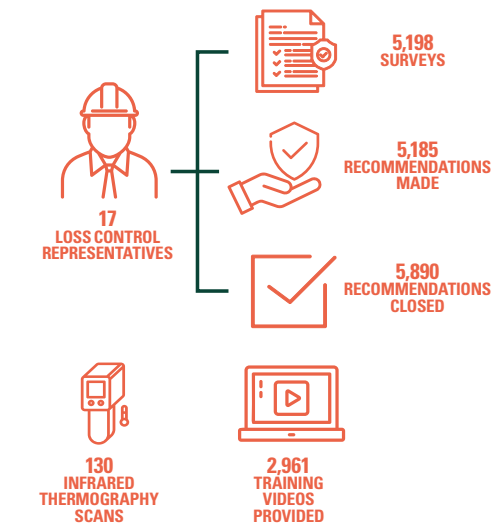 5,198
SURVEYS
17
LOSS CONTROL
REPRESENTATIVES
5,185
RECOMMENDATIONS
MADE
5,890
RECOMMENDATIONS
CLOSED
130
INFRARED
THERMOGRAPHY
SCANS
2,961
TRAINING
VIDEOS
PROVIDED